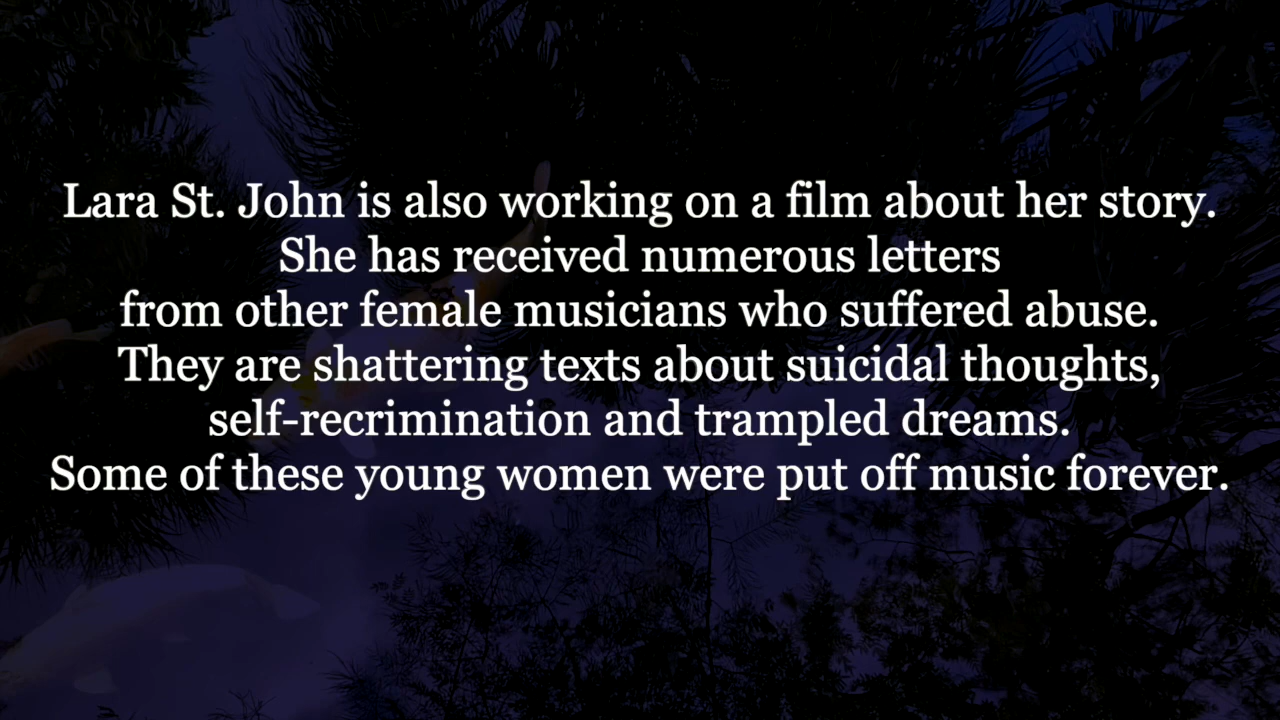 Lara St. John is also working on a film about her story.
She has received numerous letters
from other female musicians who suffered abuse.
They are shattering texts about suicidal thoughts,
self-recrimination and trampled dreams.
Some of these young women were put off music forever.